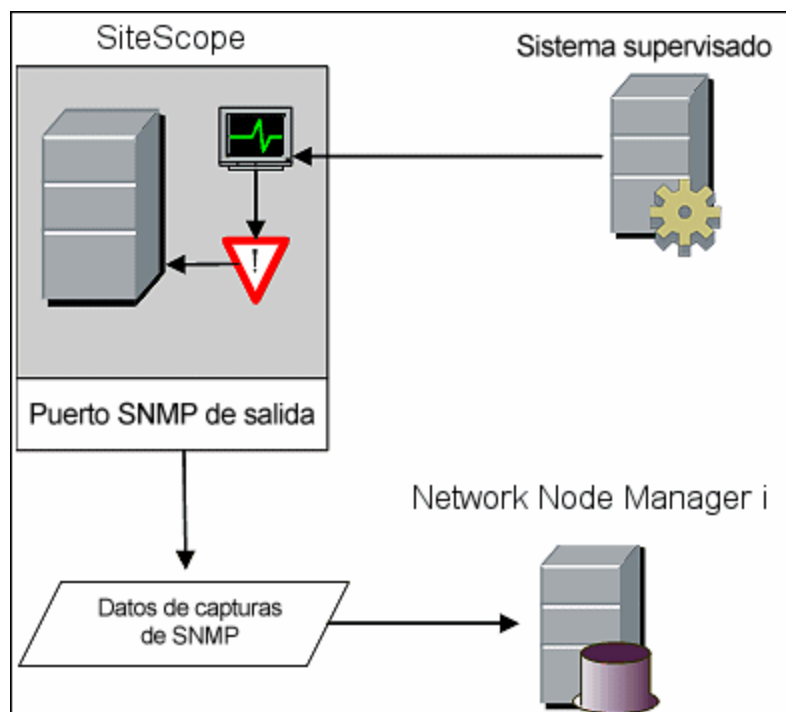 SiteScope
Sistema supervisado
!
Puerto SNMP de salida
Network Node Manager i
Datos de capturas
de SNMP